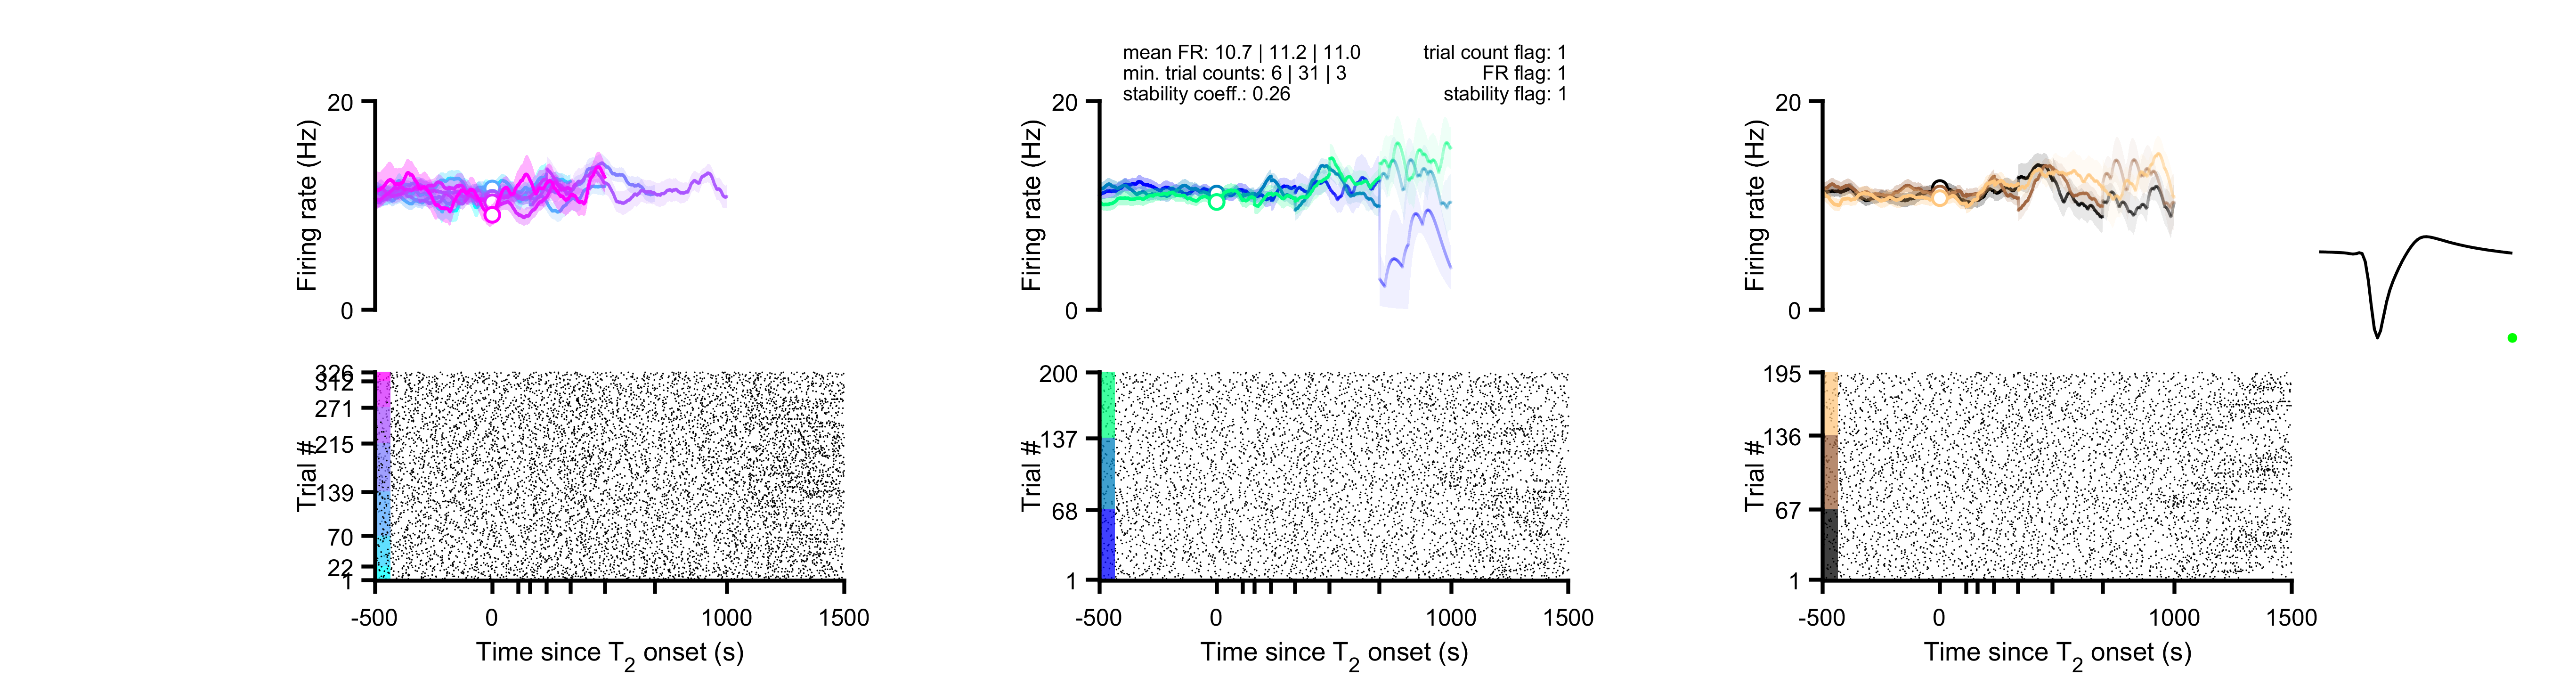 mean FR: 10.7 | 11.2 | 11.0
trial count flag: 1
min. trial counts: 6 | 31 | 3
FR flag: 1
stability coeff.: 0.26
stability flag: 1
20
Firing rate (Hz)
0
20
Firing rate (Hz)
0
20
Firing rate (Hz)
0
326
342
271
215
139
70
22
1
Trial #
-500
0
1000
1500
Time since T2 onset (s)
200
137
68
1
Trial #
-500
0
1000
1500
Time since T2 onset (s)
195
136
67
1
Trial #
-500
0
1000
1500
Time since T2 onset (s)